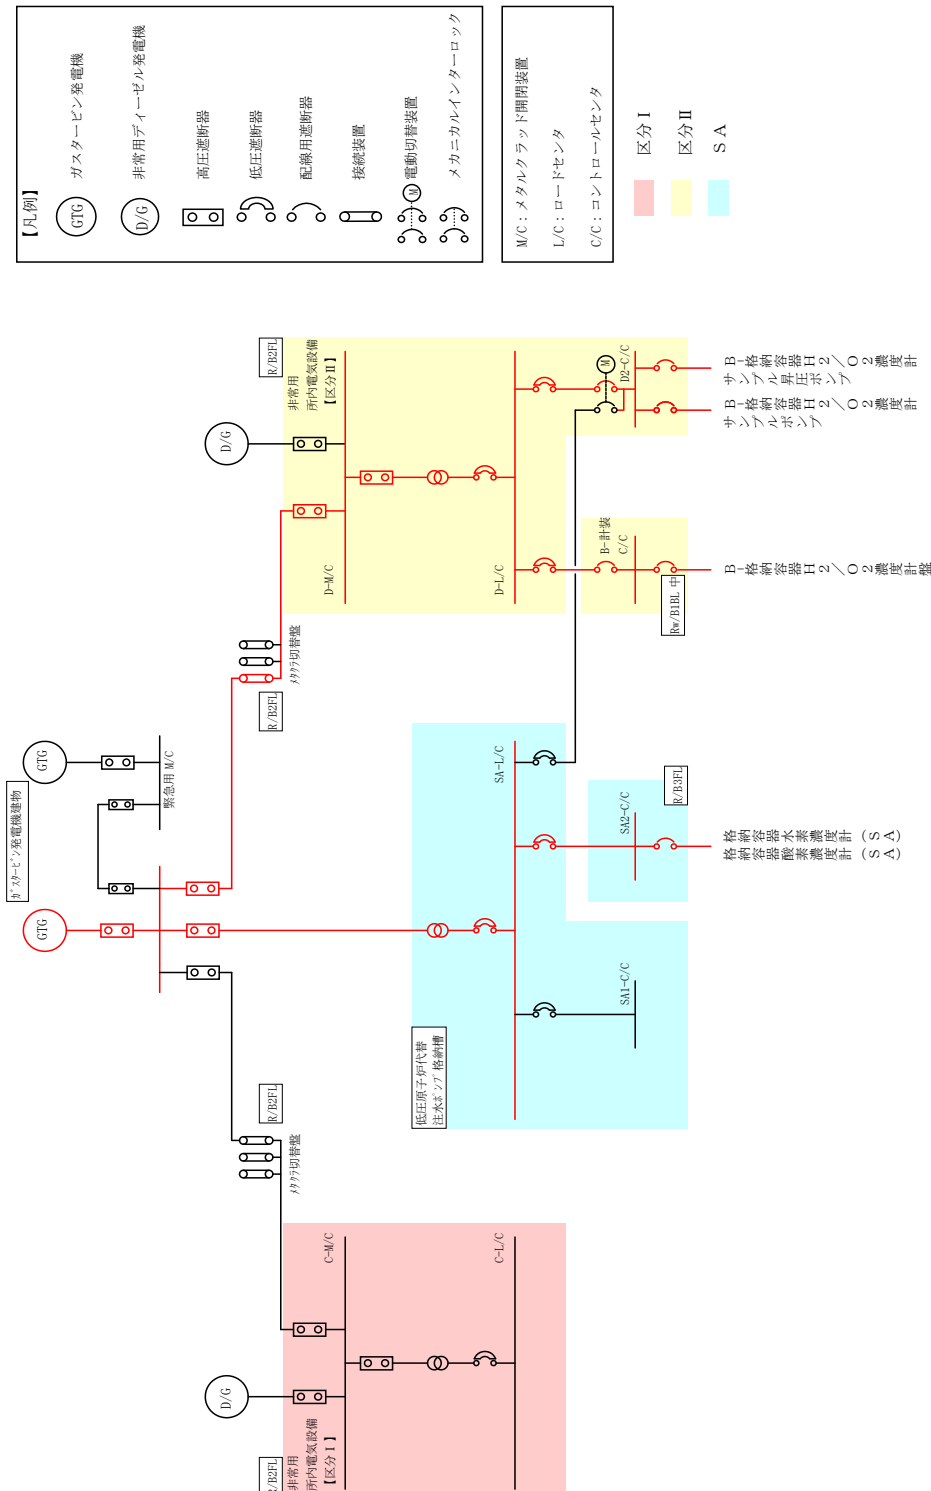 【凡例】
GTG
ガスタービン発電機
D/G
非常用ディーゼル発電機
高圧遮断器
低圧遮断器
配線用遮断器
接続装置
M
電動切替装置
メカニカルインターロック
M/C：メタルクラッド開閉装置
L/C：ロードセンタ
C/C：コントロールセンタ
区分Ⅰ
区分Ⅱ
ＳＡ
R/B2FL
非常用
所内電気設備
【区分Ⅱ】
D/G
D-M/C
D-L/C
M
D2-C/C
B-計装
C/C
Rw/B1BL 中
B－格納容器Ｈ２／Ｏ２濃度計
サンプル昇圧ポンプ
B－格納容器Ｈ２／Ｏ２濃度計
サンプルポンプ
B－格納容器Ｈ２／Ｏ２濃度計盤
ﾒﾀｸﾗ切替盤
R/B2FL
GTG
緊急用 M/C
ｶﾞｽﾀｰﾋﾞﾝ発電機建物
GTG
SA-L/C
R/B3FL
SA2-C/C
格納容器水素濃度計（ＳＡ）
格納容器酸素濃度計（ＳＡ）
SA1-C/C
低圧原子炉代替
注水ﾎﾟﾝﾌﾟ格納槽
R/B2FL
ﾒﾀｸﾗ切替盤
C-M/C
C-L/C
D/G
R/B2FL
非常用
所内電気設備
【区分Ⅰ】